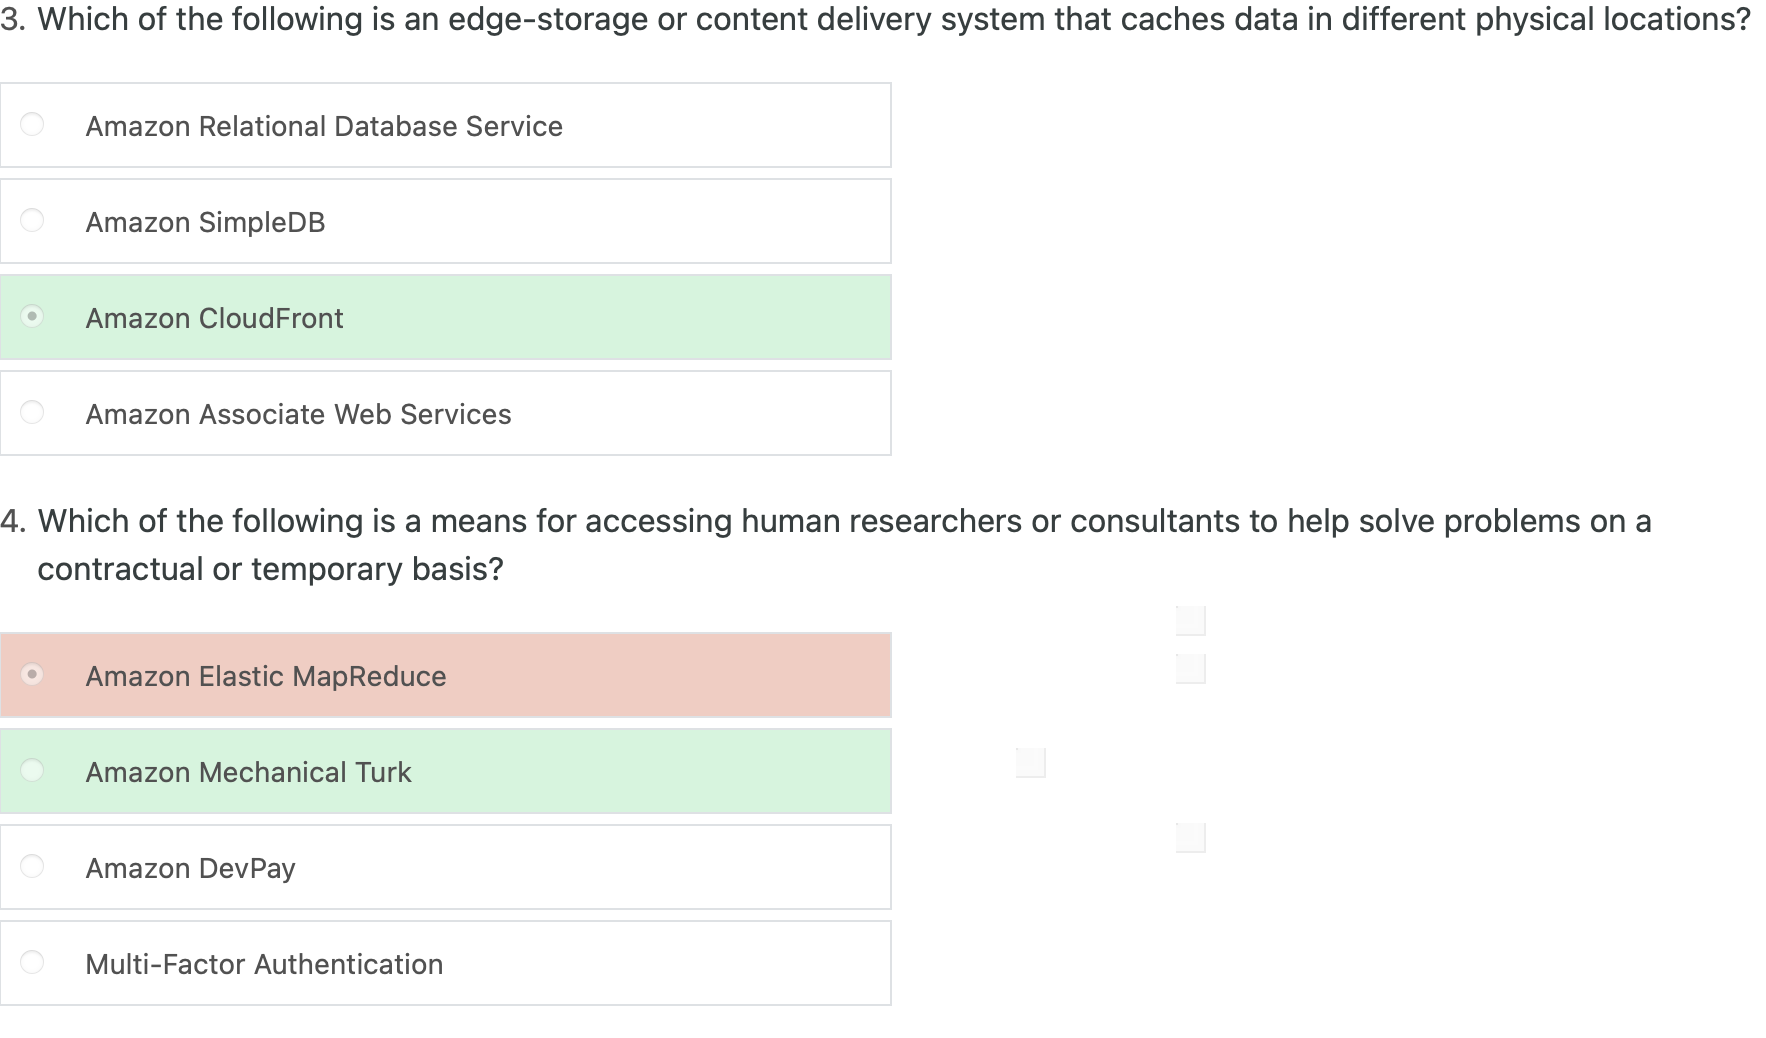 3. Which of the following is an edge-storage or content delivery system that caches data in different physical locations?
Amazon Relational Database Service
Amazon SimpleDB
Amazon CloudFront
Amazon Associate Web Services
4. Which of the following is a means for accessing human researchers or consultants to help solve problems on a
contractual or temporary basis?
Amazon Elastic MapReduce
Amazon Mechanical Turk
Amazon DevPay
Multi-Factor Authentication